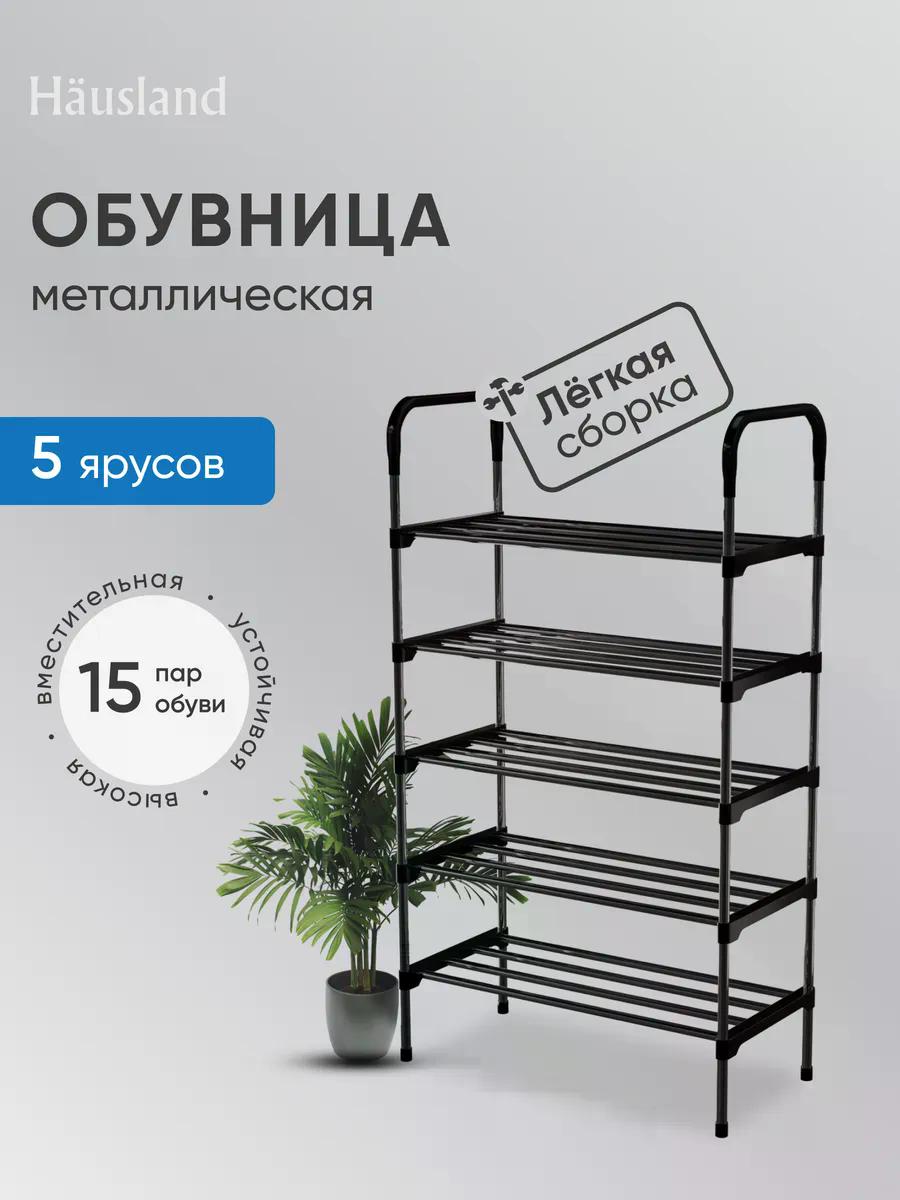 Häusland
ОБУВНИЦА
металлическая
Лёгкая
сборка
5 ярусов
вместительная • устойчивая • высокая •
15 пар
обуви